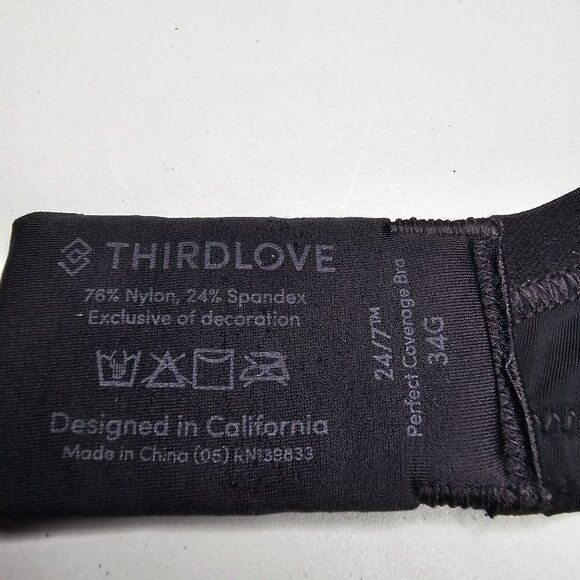 THIRDLOVE
76% Nylon, 24% Spandex
Exclusive of decoration
Designed in California
Made in China (05) RN139833
24/7™
Perfect Coverage Bra
34G